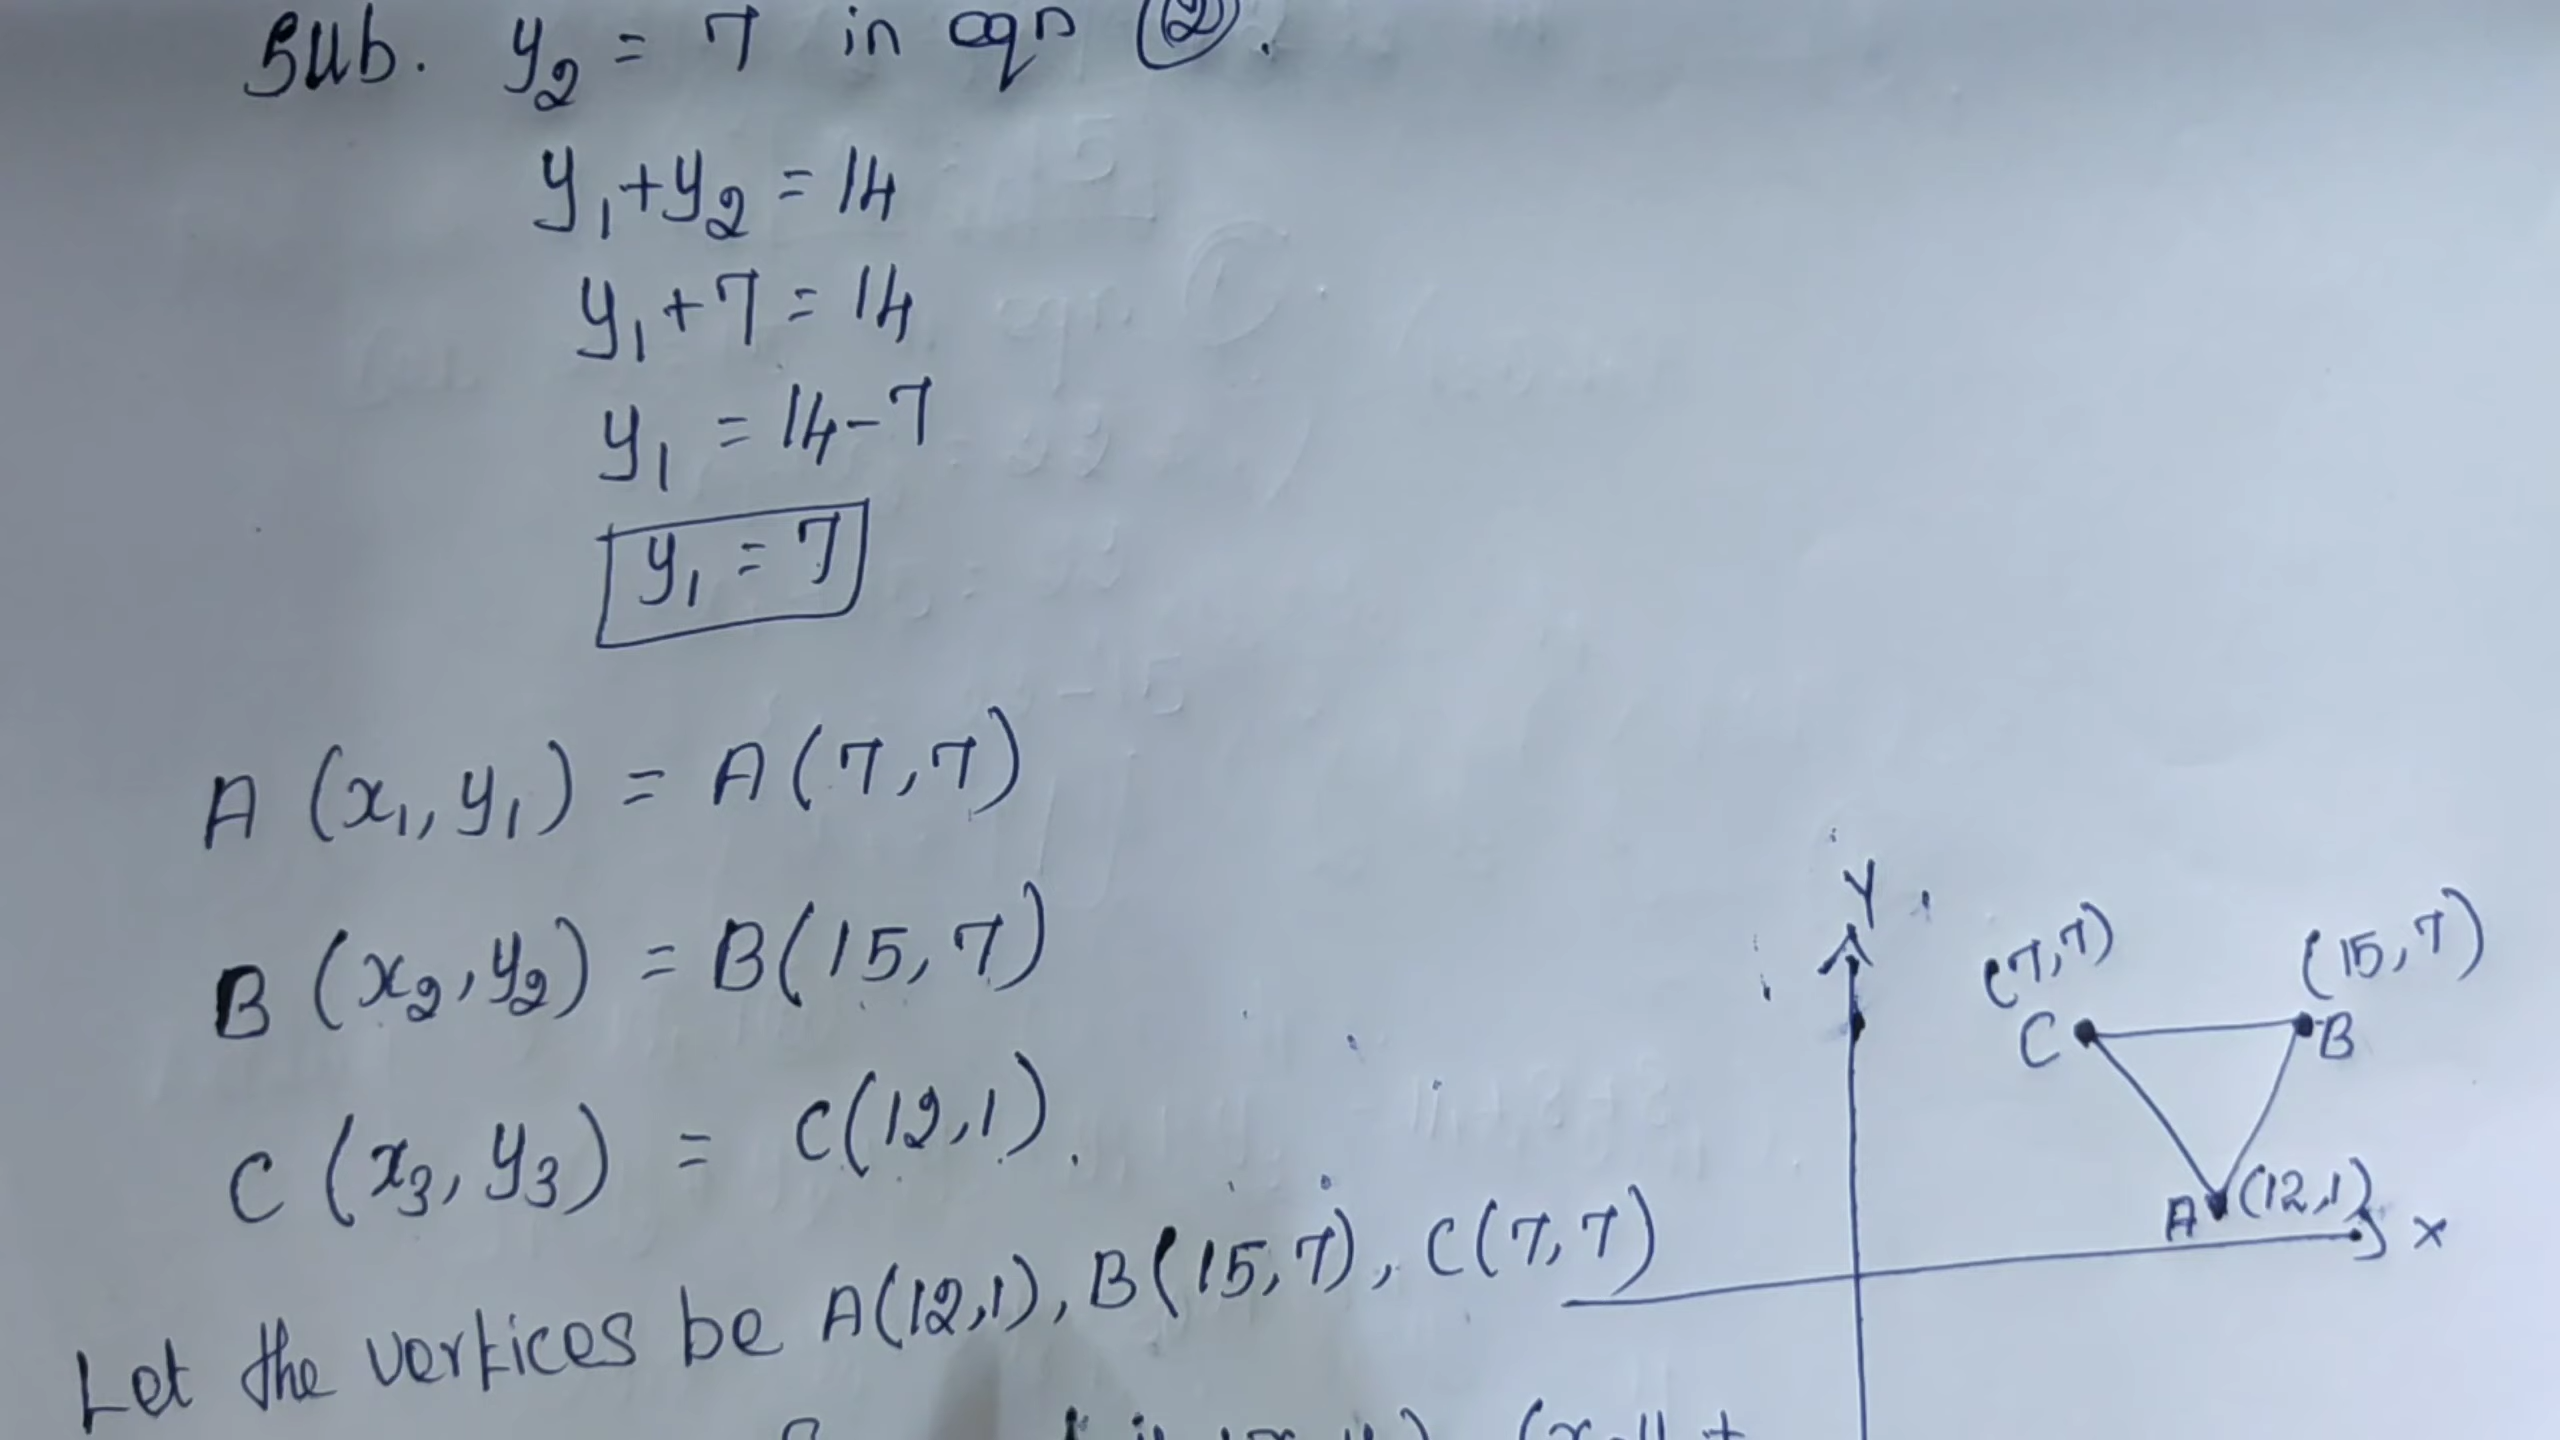 Sub. y₂ = 7 in eqn ②.
y₁+y₂ = 14
y₁+7 = 14
y₁ = 14-7
y₁ = 7
A (x₁, y₁) = A (7,7)
B (x₂, y₂) = B(15,7)
C (x₃, y₃) = C(12,1).
Let the vertices be A(12,1), B(15,7), C(7,7)
Y
(7,7)
(15,7)
C
B
A (12,1)
X